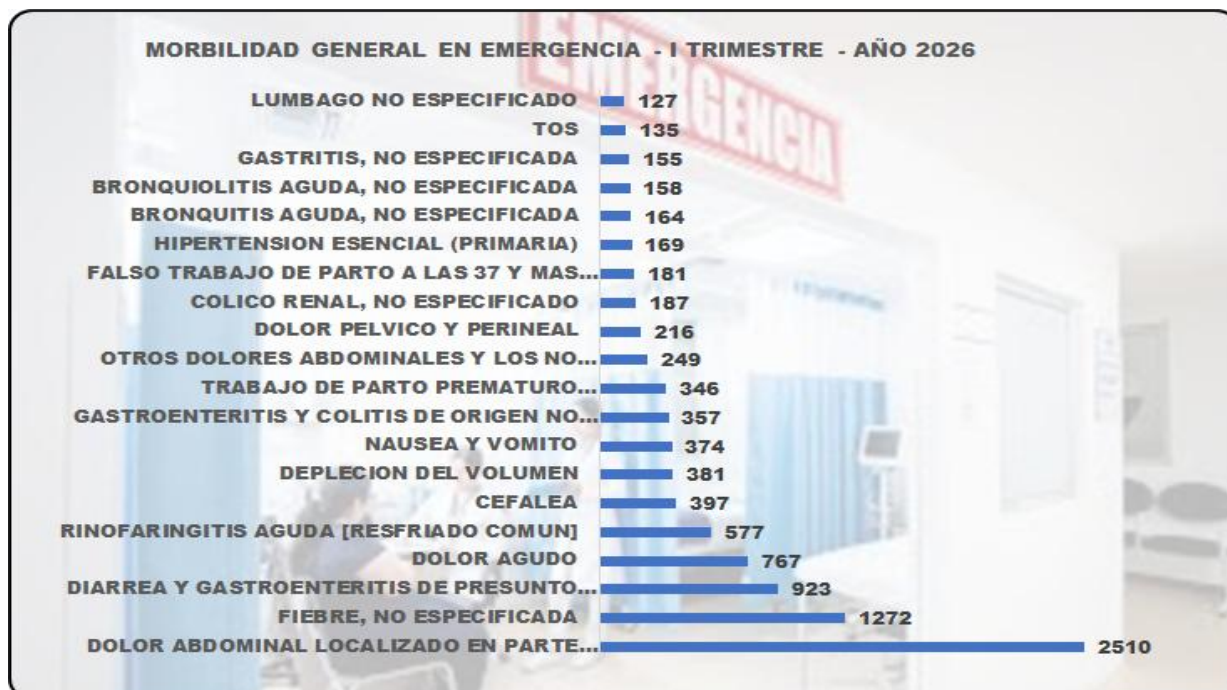 MORBILIDAD GENERAL EN EMERGENCIA - I TRIMESTRE - AÑO 2026
EMERGENCIA
LUMBAGO NO ESPECIFICADO 127
TOS 135
GASTRITIS, NO ESPECIFICADA 155
BRONQUIOLITIS AGUDA, NO ESPECIFICADA 158
BRONQUITIS AGUDA, NO ESPECIFICADA 164
HIPERTENSION ESENCIAL (PRIMARIA) 169
FALSO TRABAJO DE PARTO A LAS 37 Y MAS... 181
COLICO RENAL, NO ESPECIFICADO 187
DOLOR PELVICO Y PERINEAL 216
OTROS DOLORES ABDOMINALES Y LOS NO... 249
TRABAJO DE PARTO PREMATURO... 346
GASTROENTERITIS Y COLITIS DE ORIGEN NO... 357
NAUSEA Y VOMITO 374
DEPLECION DEL VOLUMEN 381
CEFALEA 397
RINOFARINGITIS AGUDA [RESFRIADO COMUN] 577
DOLOR AGUDO 767
DIARREA Y GASTROENTERITIS DE PRESUNTO... 923
FIEBRE, NO ESPECIFICADA 1272
DOLOR ABDOMINAL LOCALIZADO EN PARTE... 2510